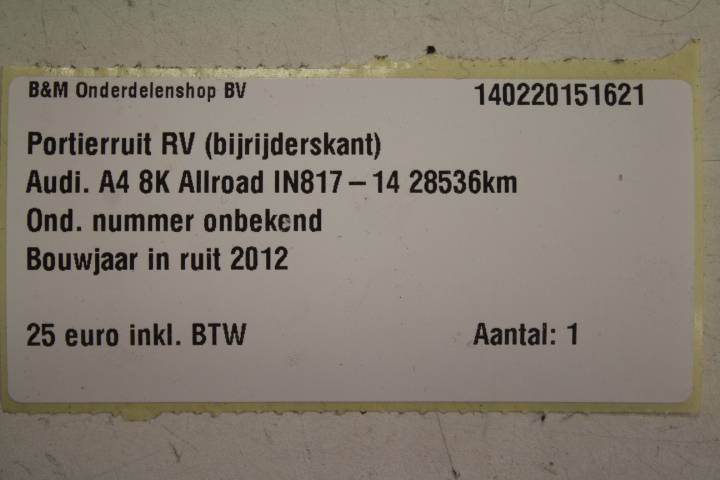 B&M Onderdelenshop BV 140220151621
Portierruit RV (bijrijderskant)
Audi. A4 8K Allroad IN817 – 14 28536km
Ond. nummer onbekend
Bouwjaar in ruit 2012
25 euro inkl. BTW Aantal: 1